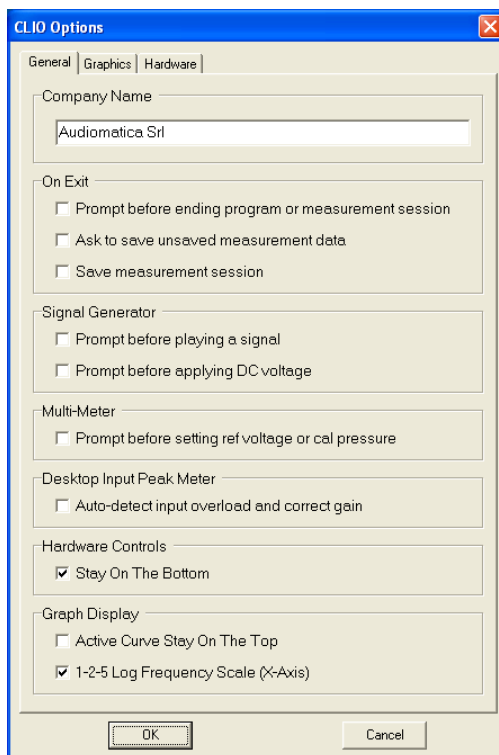 CLIO Options
General Graphics Hardware
Company Name
Audiomatica Srl
On Exit
Prompt before ending program or measurement session
Ask to save unsaved measurement data
Save measurement session
Signal Generator
Prompt before playing a signal
Prompt before applying DC voltage
Multi-Meter
Prompt before setting ref voltage or cal pressure
Desktop Input Peak Meter
Auto-detect input overload and correct gain
Hardware Controls
Stay On The Bottom
Graph Display
Active Curve Stay On The Top
1-2-5 Log Frequency Scale (X-Axis)
OK Cancel